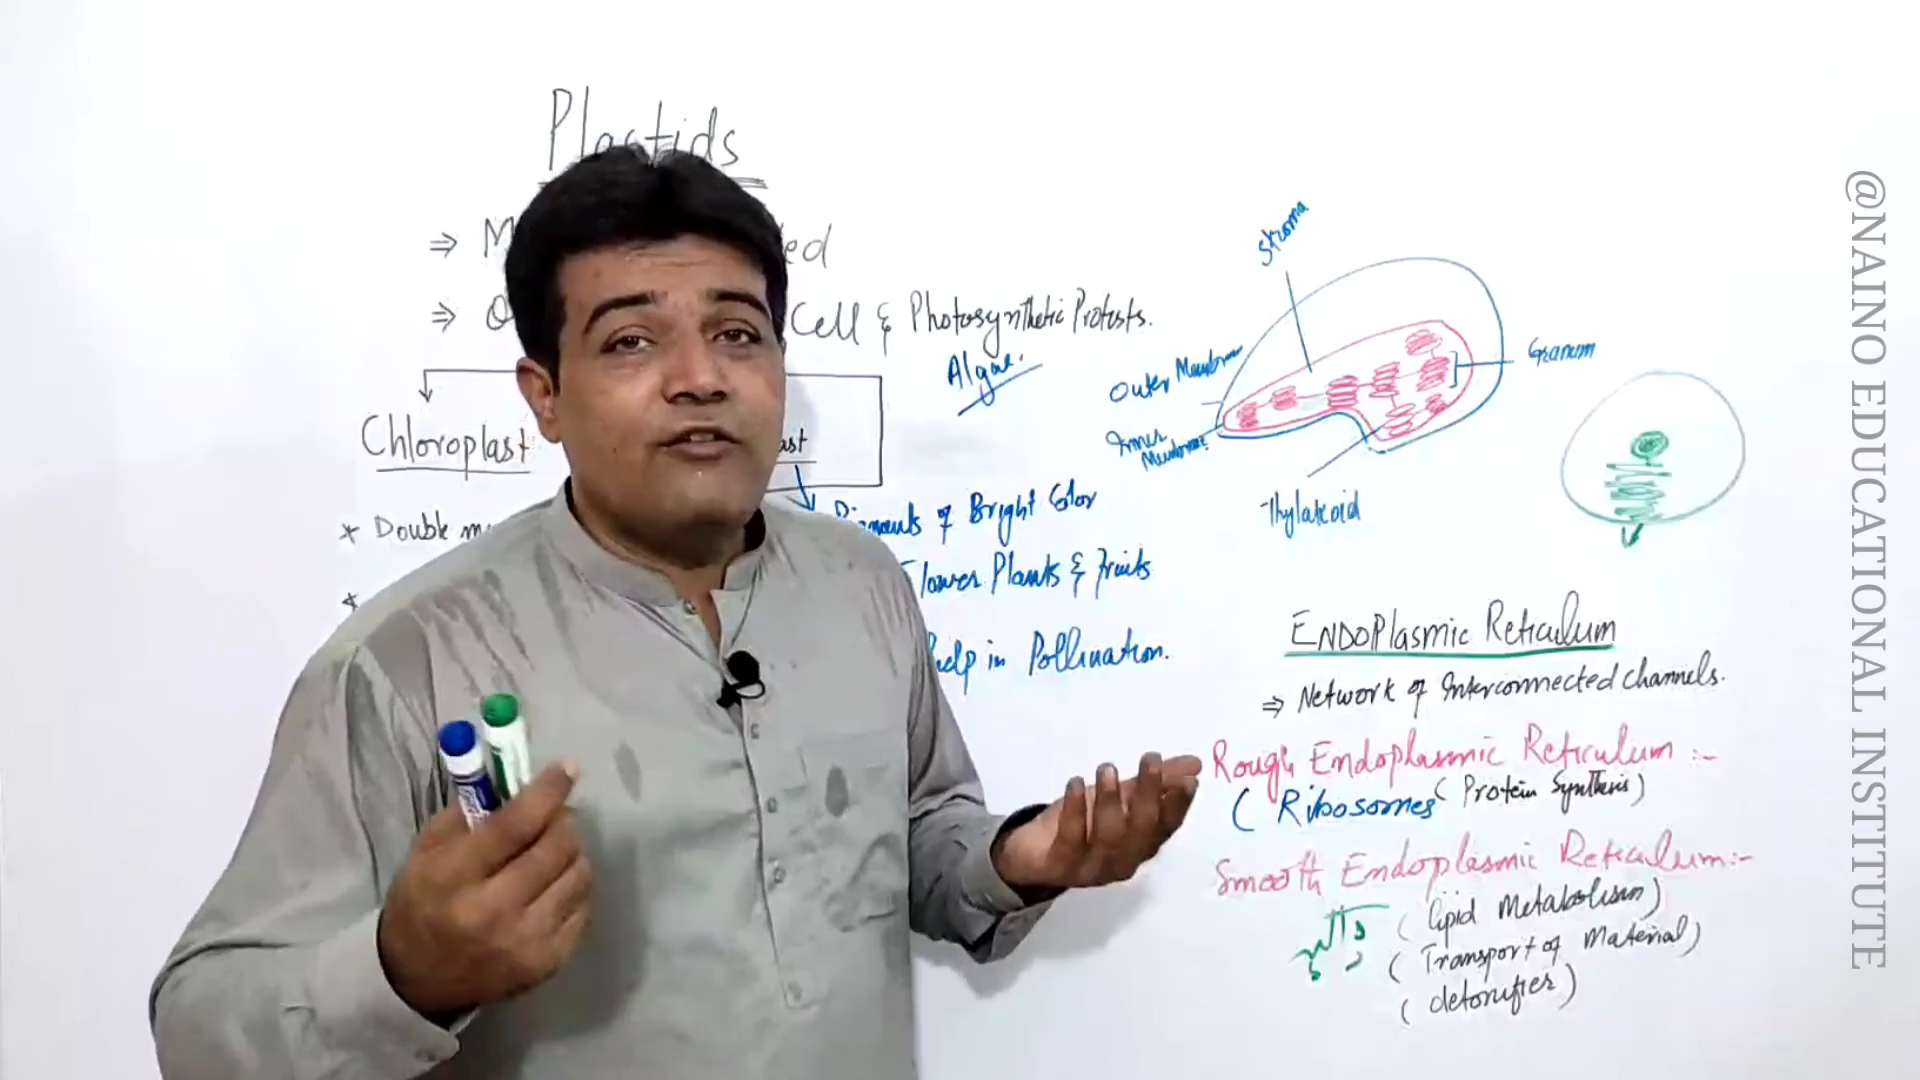 Plastids
⇒ M ed
⇒ Cell & Photosynthetic Protists.
Algae.
Chloroplast
ast
* Double m
*
Pigments of Bright Color
Flower Plants & Fruits
help in Pollination.
Stroma
Outer Membrane
Inner Membrane
Granum
Thylakoid
ENDOPlasmic Reticulum
⇒ Network of Interconnected channels.
Rough Endoplasmic Reticulum :-
( Ribosomes ( Protein Synthesis)
Smooth Endoplasmic Reticulum:-
( lipid Metabolism)
( Transport of Material)
( detoxifier)
@NAINO EDUCATIONAL INSTITUTE